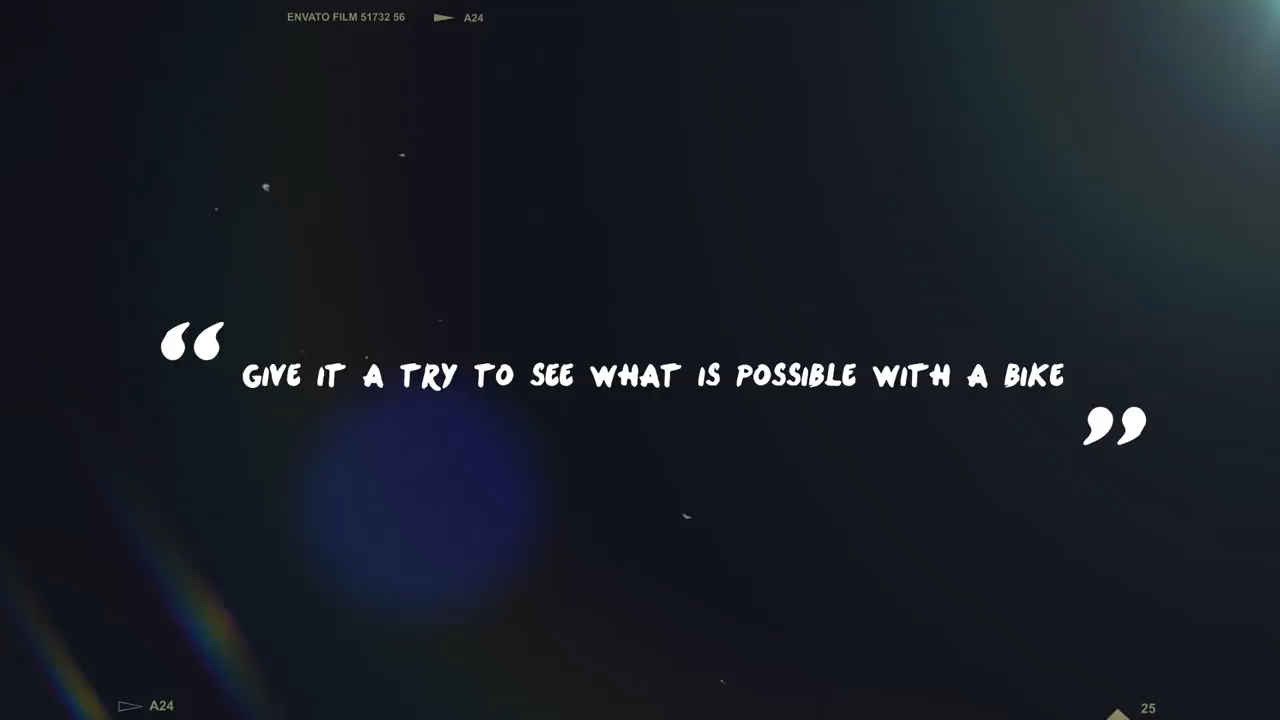 ENVATO FILM 51732 56 A24
“ GIVE IT A TRY TO SEE WHAT IS POSSIBLE WITH A BIKE ”
A24 25